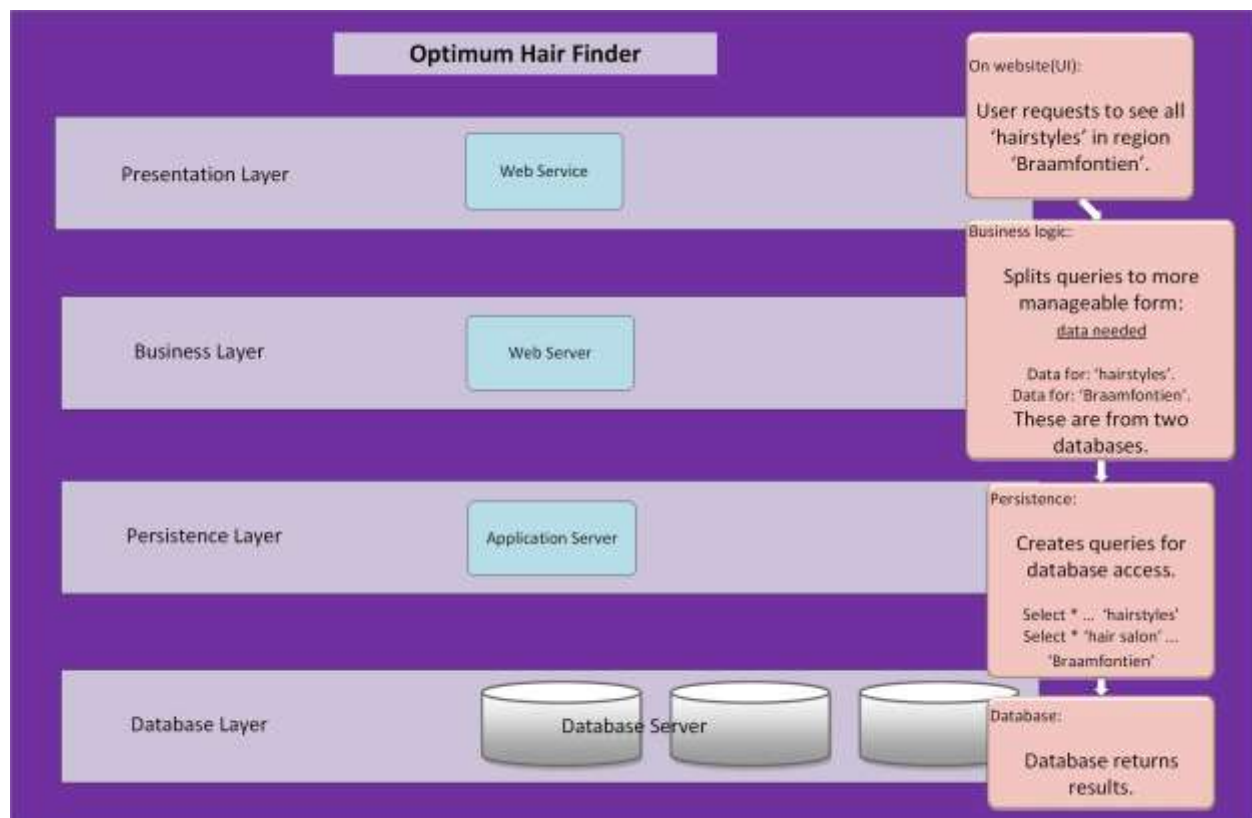 Optimum Hair Finder
Presentation Layer
Web Service
Business Layer
Web Server
Persistence Layer
Application Server
Database Layer
Database Server
On website(UI):
User requests to see all
‘hairstyles’ in region
‘Braamfontien’.
Business logic:
Splits queries to more
manageable form:
data needed
Data for: ‘hairstyles’.
Data for: ‘Braamfontien’.
These are from two
databases.
Persistence:
Creates queries for
database access.
Select * ... ‘hairstyles’
Select * ‘hair salon’ ...
‘Braamfontien’
Database:
Database returns
results.